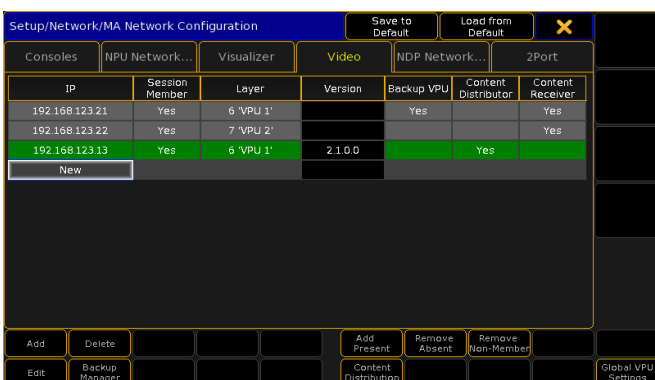 Setup/Network/MA Network Configuration
Save to
Default
Load from
Default
Consoles
NPU Network...
Visualizer
Video
NDP Network...
2Port
IP
Session
Member
Layer
Version
Backup VPU
Content
Distributor
Content
Receiver
192.168.123.21 Yes 6 'VPU 1' Yes Yes
192.168.123.22 Yes 7 'VPU 2' Yes
192.168.123.13 Yes 6 'VPU 1' 2.1.0.0 Yes
New
Add
Delete
Add
Present
Remove
Absent
Remove
Non-Member
Edit
Backup
Manager
Content
Distribution
Global VPU
Settings